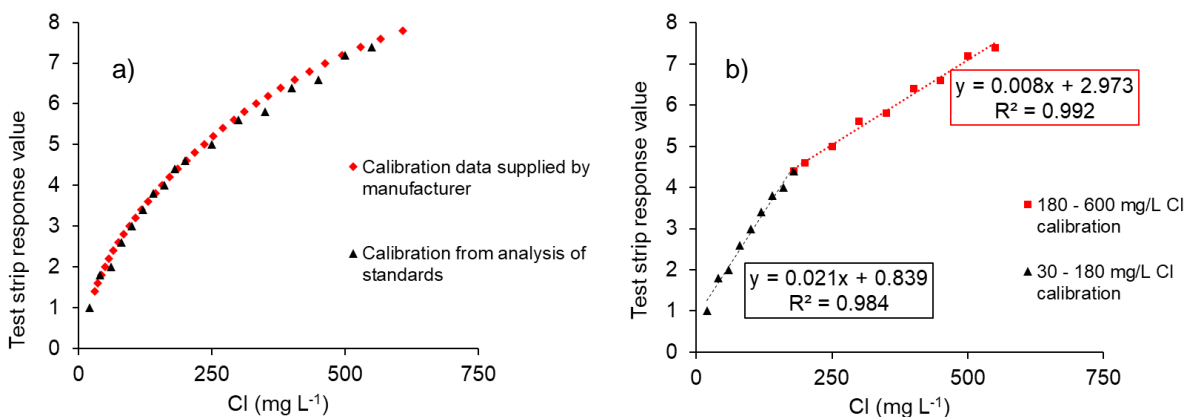 a)
Test strip response value
8
7
6
5
4
3
2
1
0
0
250
500
750
Cl (mg L⁻¹)
Calibration data supplied by
manufacturer
Calibration from analysis of
standards
b)
Test strip response value
8
7
6
5
4
3
2
1
0
0
250
500
750
Cl (mg L⁻¹)
y = 0.008x + 2.973
R² = 0.992
180 - 600 mg/L Cl
calibration
30 - 180 mg/L Cl
calibration
y = 0.021x + 0.839
R² = 0.984